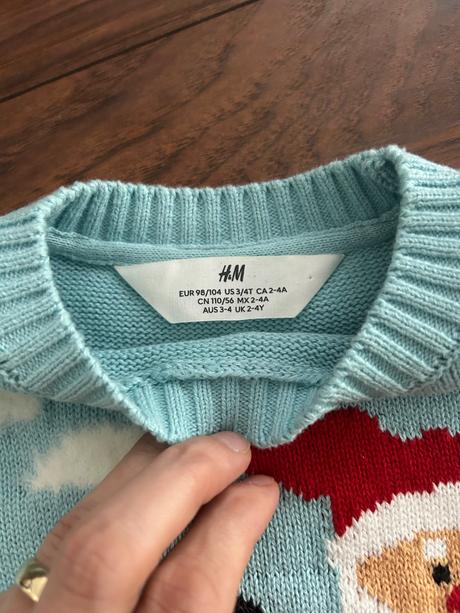 H&M
EUR 98/104 US 3/4T CA 2-4A
CN 110/56 MX 2-4A
AUS 3-4 UK 2-4Y